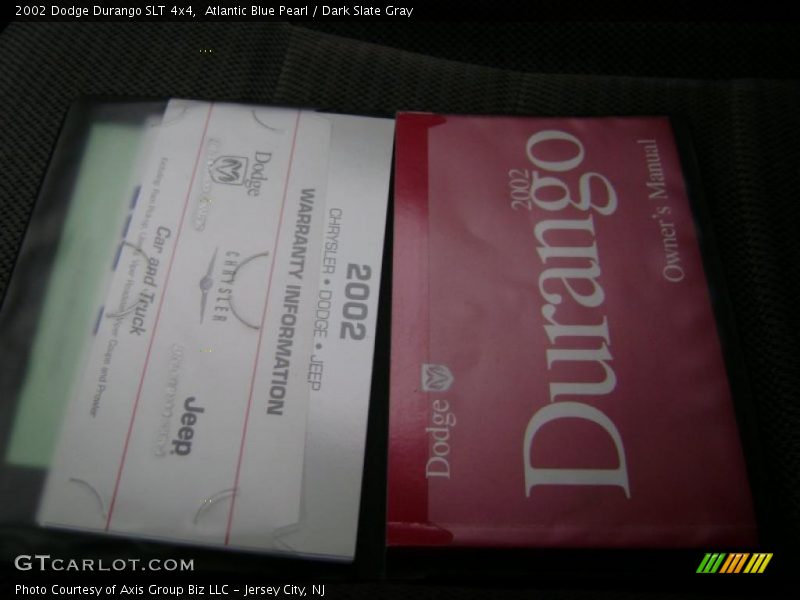 2002 Dodge Durango SLT 4x4, Atlantic Blue Pearl / Dark Slate Gray
2002
CHRYSLER • DODGE • JEEP
WARRANTY INFORMATION
Dodge
CHRYSLER
Jeep
Car and Truck
2002
Durango
Owner's Manual
Dodge
GTCARLOT.COM
Photo Courtesy of Axis Group Biz LLC – Jersey City, NJ